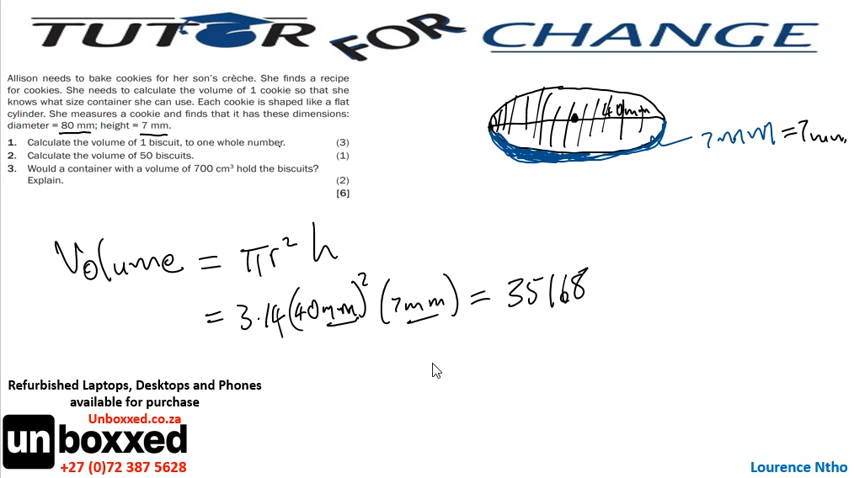 TUTOR FOR CHANGE
Allison needs to bake cookies for her son's crèche. She finds a recipe
for cookies. She needs to calculate the volume of 1 cookie so that she
knows what size container she can use. Each cookie is shaped like a flat
cylinder. She measures a cookie and finds that it has these dimensions:
diameter = 80 mm; height = 7 mm.
1. Calculate the volume of 1 biscuit, to one whole number. (3)
2. Calculate the volume of 50 biscuits. (1)
3. Would a container with a volume of 700 cm³ hold the biscuits?
Explain. (2)
[6]
40mm
7mm = 7mm,
Volume = πr² h
= 3.14(40mm)² (7mm) = 35168
Refurbished Laptops, Desktops and Phones
available for purchase
Unboxxed.co.za
unboxxed
+27 (0)72 387 5628
Lourence Ntho